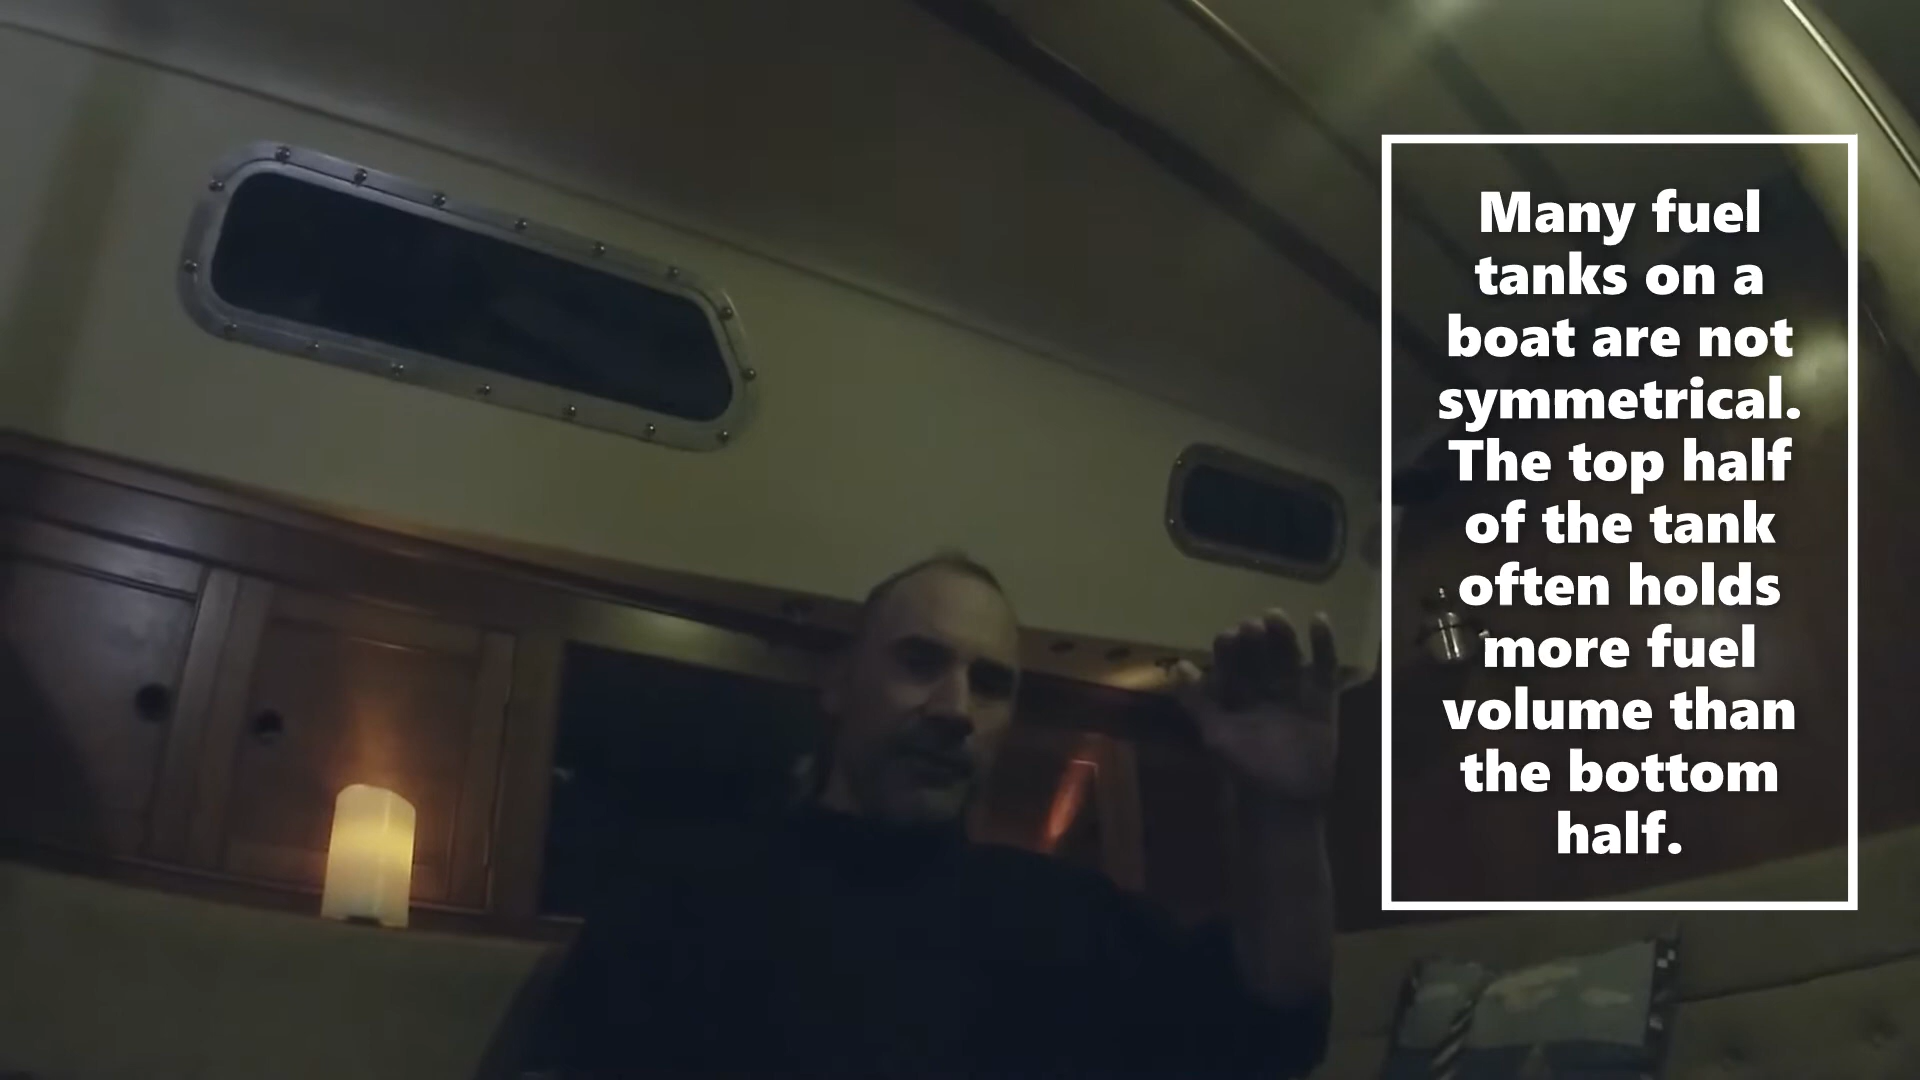 Many fuel
tanks on a
boat are not
symmetrical.
The top half
of the tank
often holds
more fuel
volume than
the bottom
half.